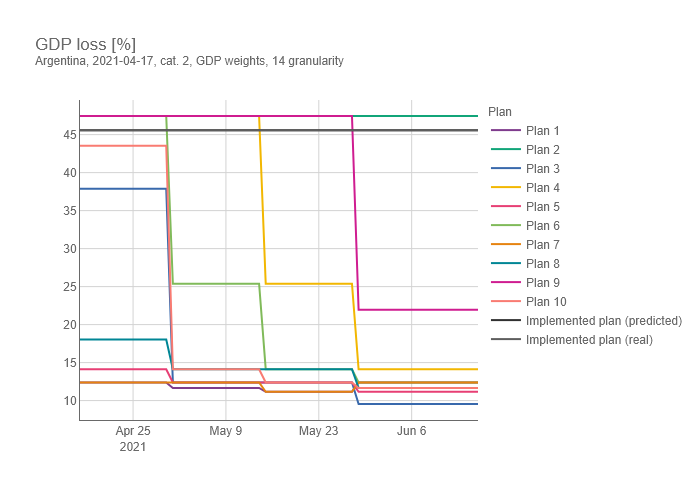 GDP loss [%]
Argentina, 2021-04-17, cat. 2, GDP weights, 14 granularity
Plan
Plan 1
Plan 2
Plan 3
Plan 4
Plan 5
Plan 6
Plan 7
Plan 8
Plan 9
Plan 10
Implemented plan (predicted)
Implemented plan (real)
45
40
35
30
25
20
15
10
Apr 25
2021
May 9
May 23
Jun 6